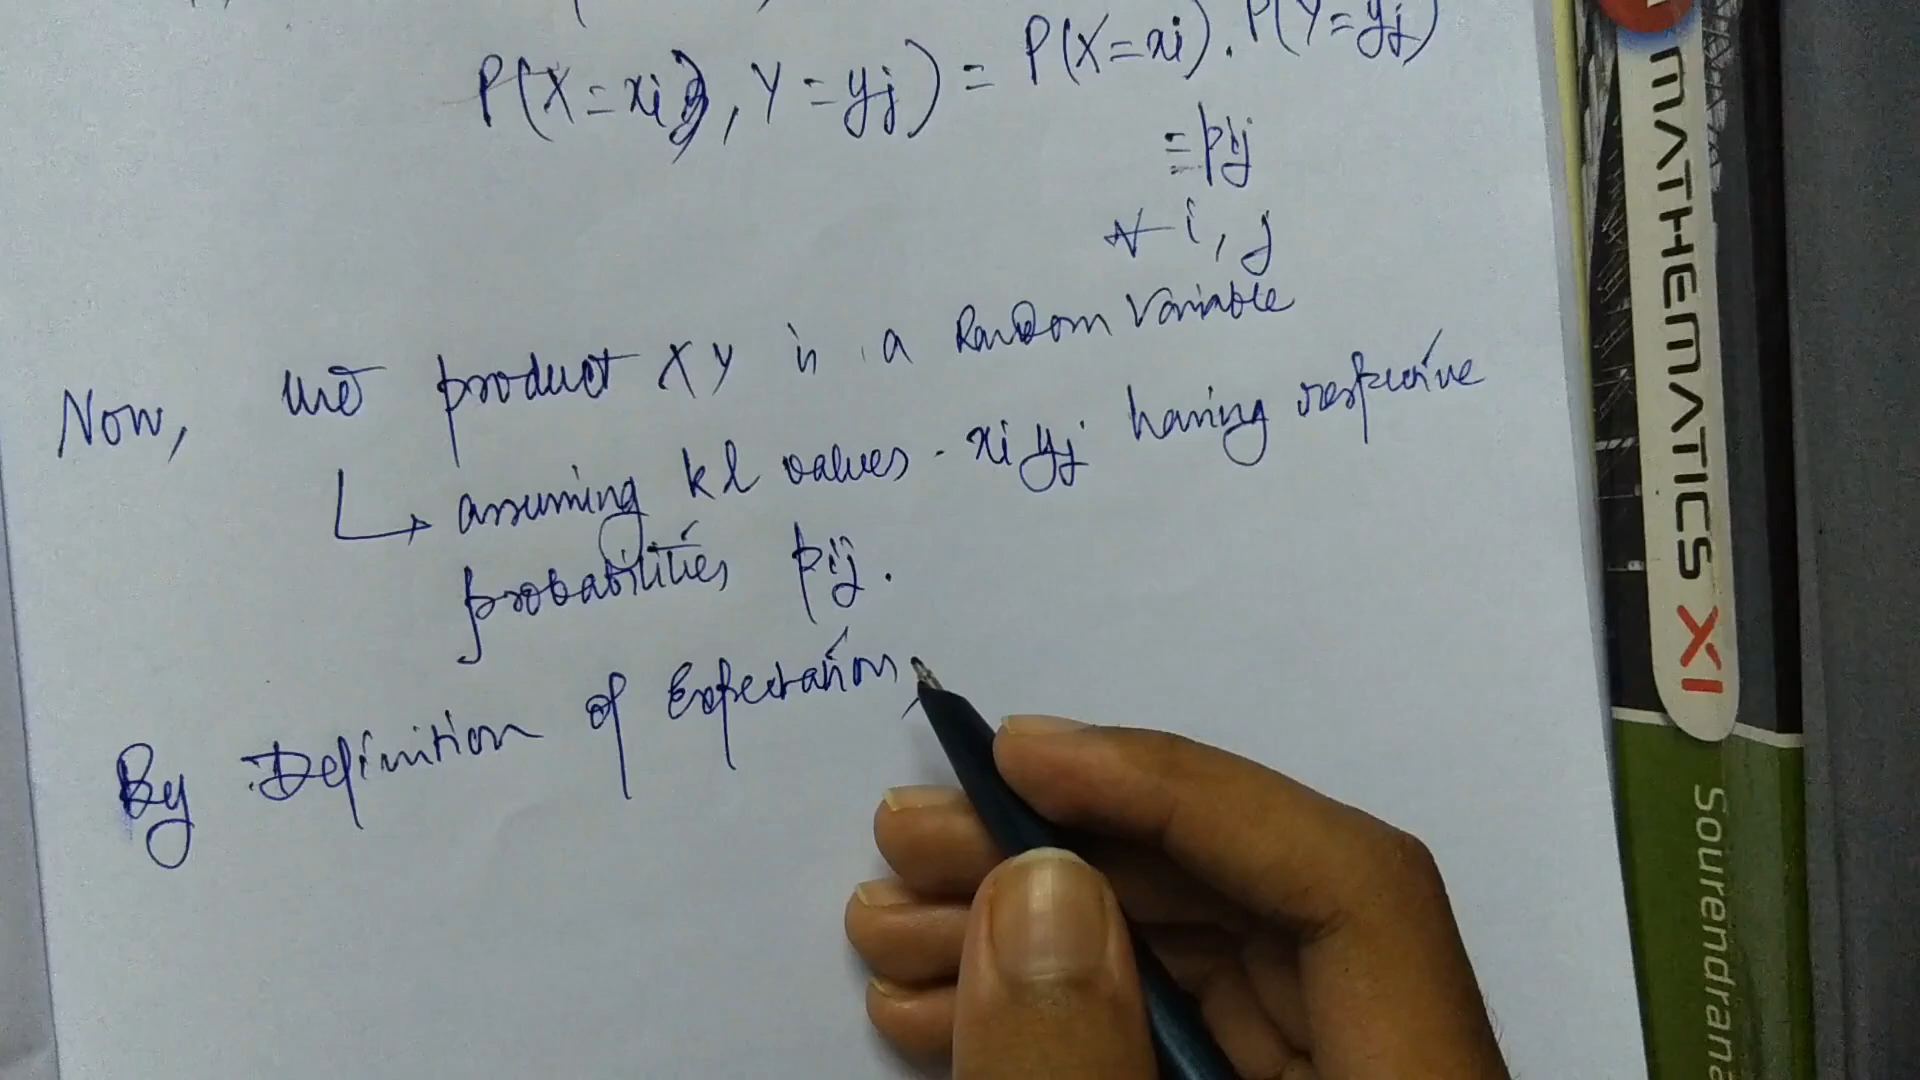 P(X=xi), Y=yj) = P(X=xi). P(Y=yj)
=pij
∀ i, j
Now, the product XY is a Random Variable
↳ assuming kl values xi yj having respective
probabilities pij.
By Definition of Expectation,
MATHEMATICS XI
Sourendrana